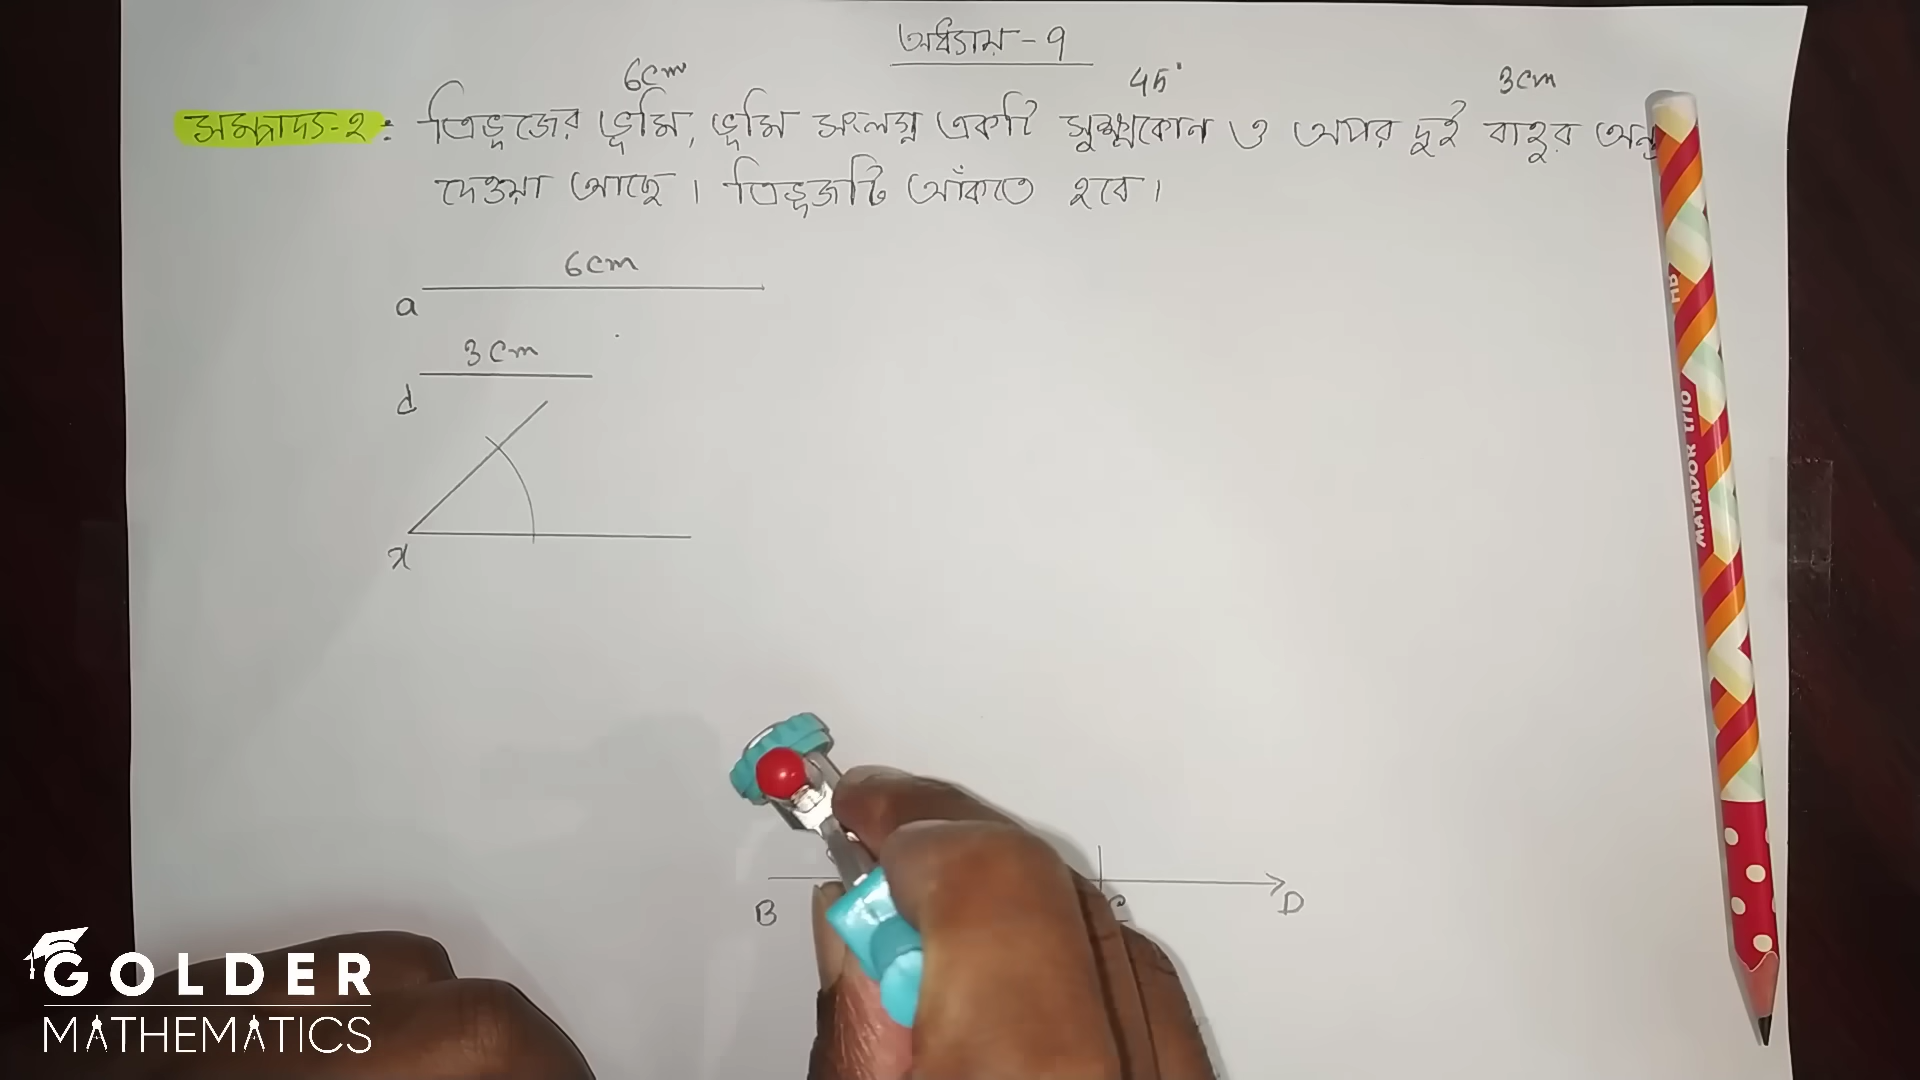 অধ্যায় - ৭
6cm 45° 3cm
সম্পাদ্য-২ : ত্রিভুজের ভূমি, ভূমি সংলগ্ন একটি সূক্ষ্মকোন ও অপর দুই বাহুর অন্ত
দেওয়া আছে। ত্রিভুজটি আঁকতে হবে।
6cm
a
3cm
d
x
B C D
HB
MATADOR trio
GOLDER
MATHEMATICS